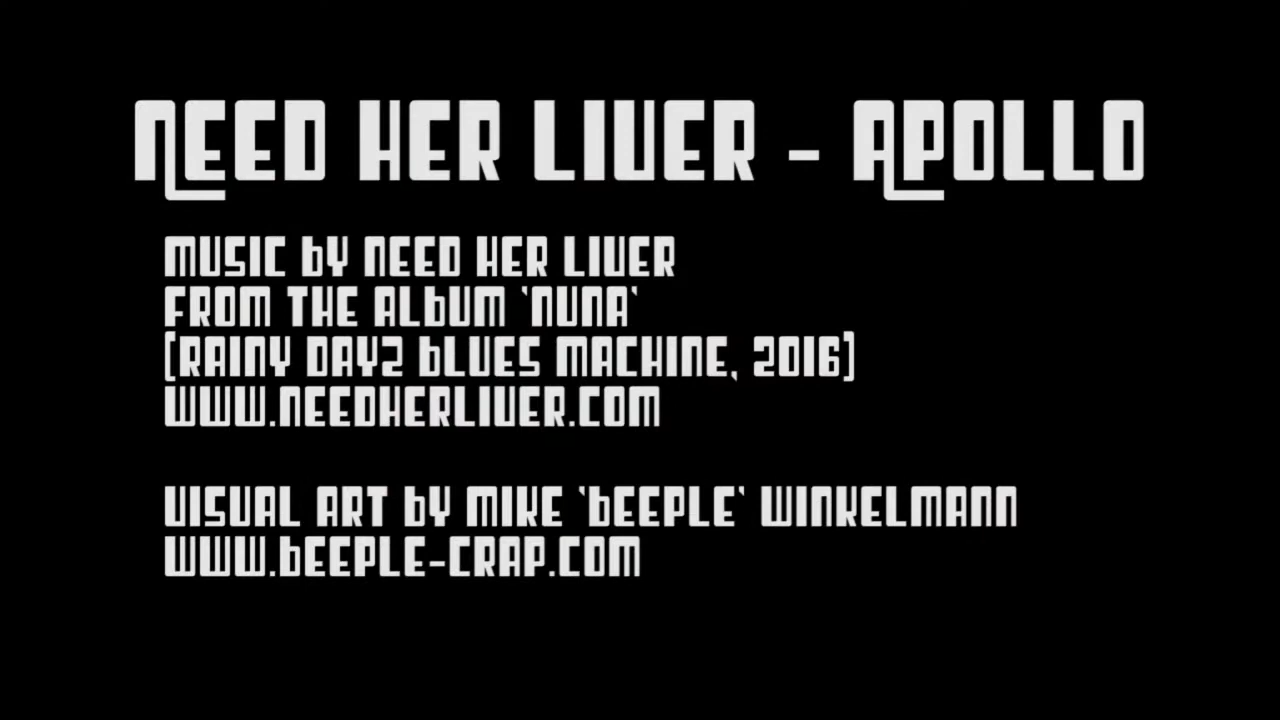 NEED HER LIVER - APOLLO
MUSIC BY NEED HER LIVER
FROM THE ALBUM 'NUNA'
[RAINY DAYZ BLUES MACHINE, 2016]
WWW.NEEDHERLIVER.COM
VISUAL ART BY MIKE 'BEEPLE' WINKELMANN
WWW.BEEPLE-CRAP.COM